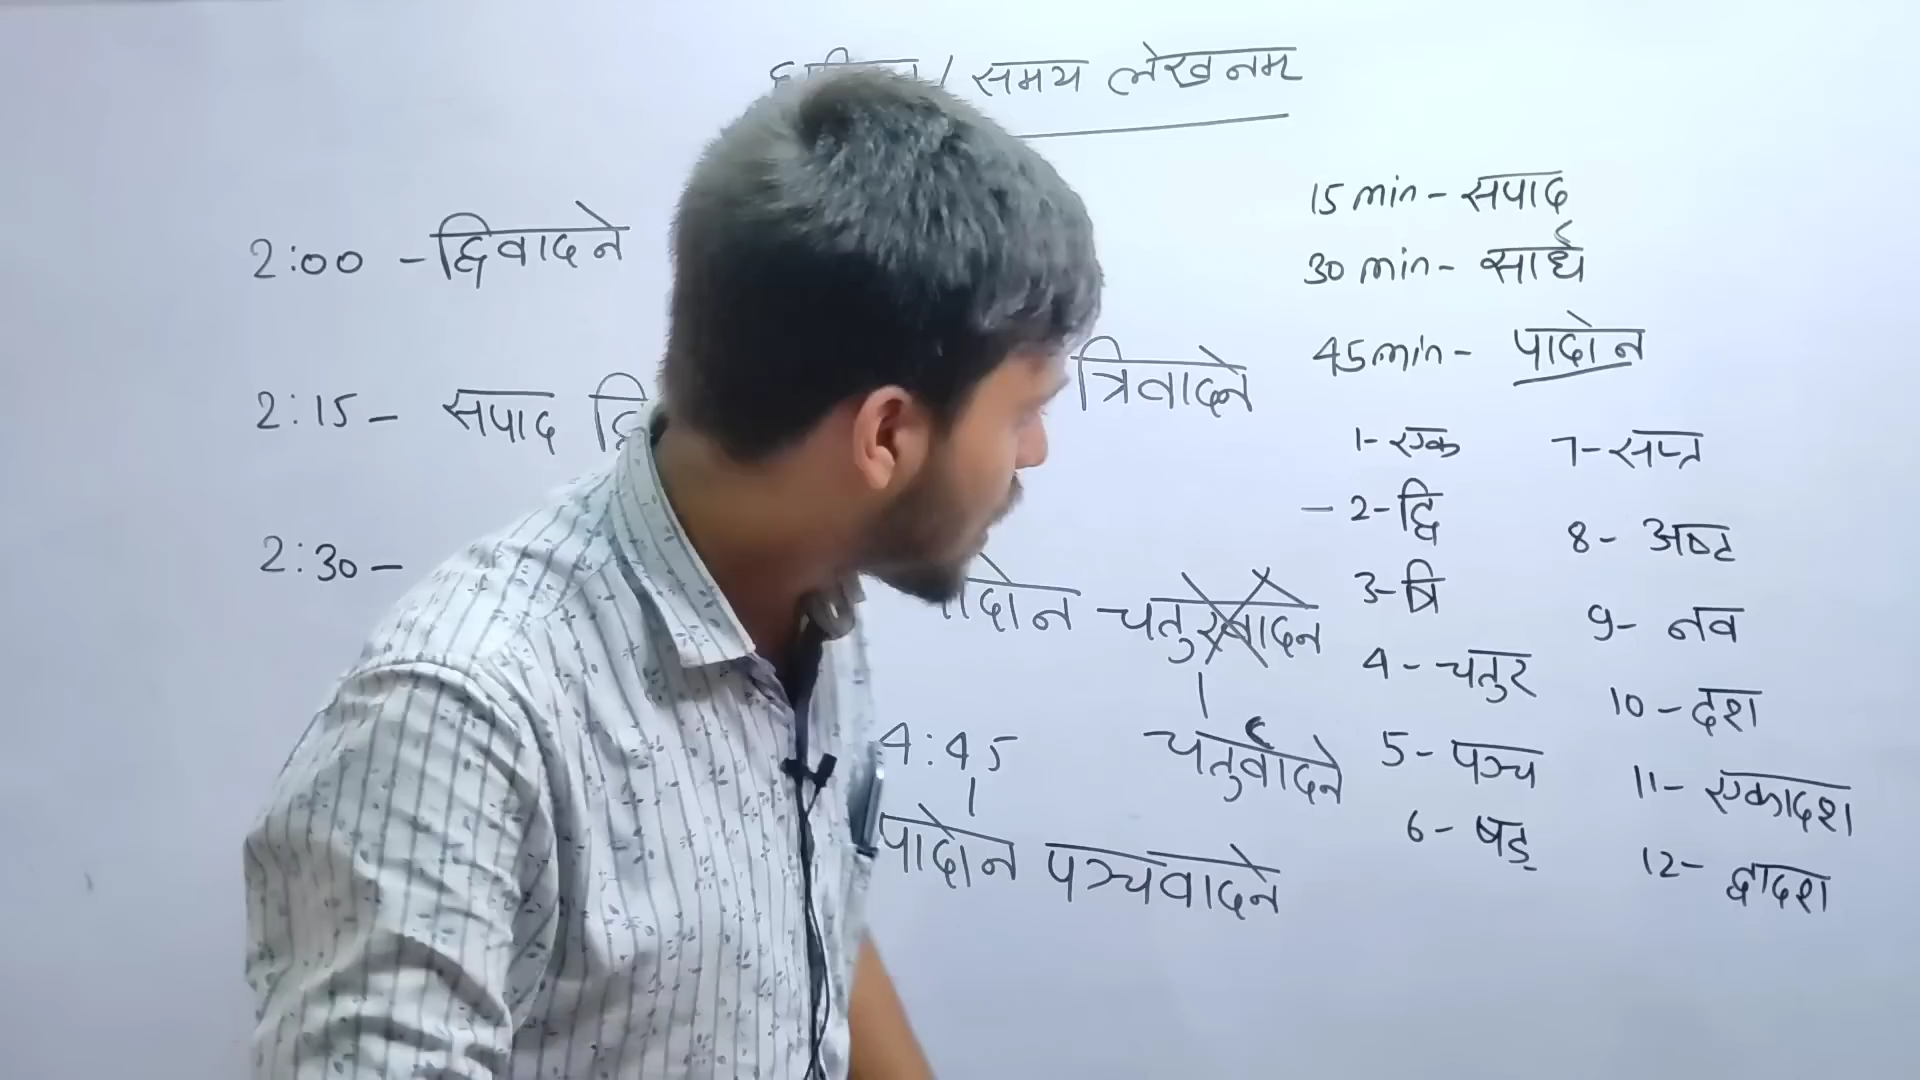 / समय लेखनम्
2:00 - द्विवादने
2:15 - सपाद
2:30 -
त्रिवादने
चतुरवादन
4:45
चतुर्वादने
पादोन पञ्चवादने
15 min - सपाद
30 min - सार्ध
45 min - पादोन
1 - एक
- 2 - द्वि
3 - त्रि
4 - चतुर
5 - पञ्च
6 - षड्
7 - सप्त
8 - अष्ट
9 - नव
10 - दश
11 - एकादश
12 - द्वादश